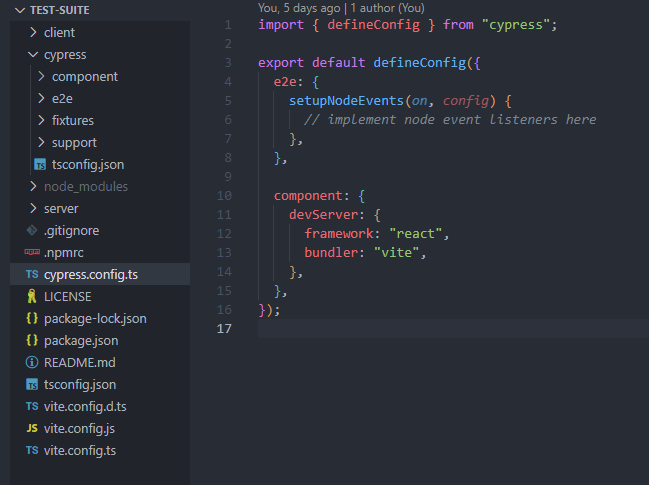 TEST-SUITE
client
cypress
component
e2e
fixtures
support
TS tsconfig.json
node_modules
server
.gitignore
npm .npmrc
TS cypress.config.ts
LICENSE
{ } package-lock.json
{ } package.json
README.md
TS tsconfig.json
TS vite.config.d.ts
JS vite.config.js
TS vite.config.ts
You, 5 days ago | 1 author (You)
1 import { defineConfig } from "cypress";
2
3 export default defineConfig({
4 e2e: {
5 setupNodeEvents(on, config) {
6 // implement node event listeners here
7 },
8 },
9
10 component: {
11 devServer: {
12 framework: "react",
13 bundler: "vite",
14 },
15 },
16 });
17